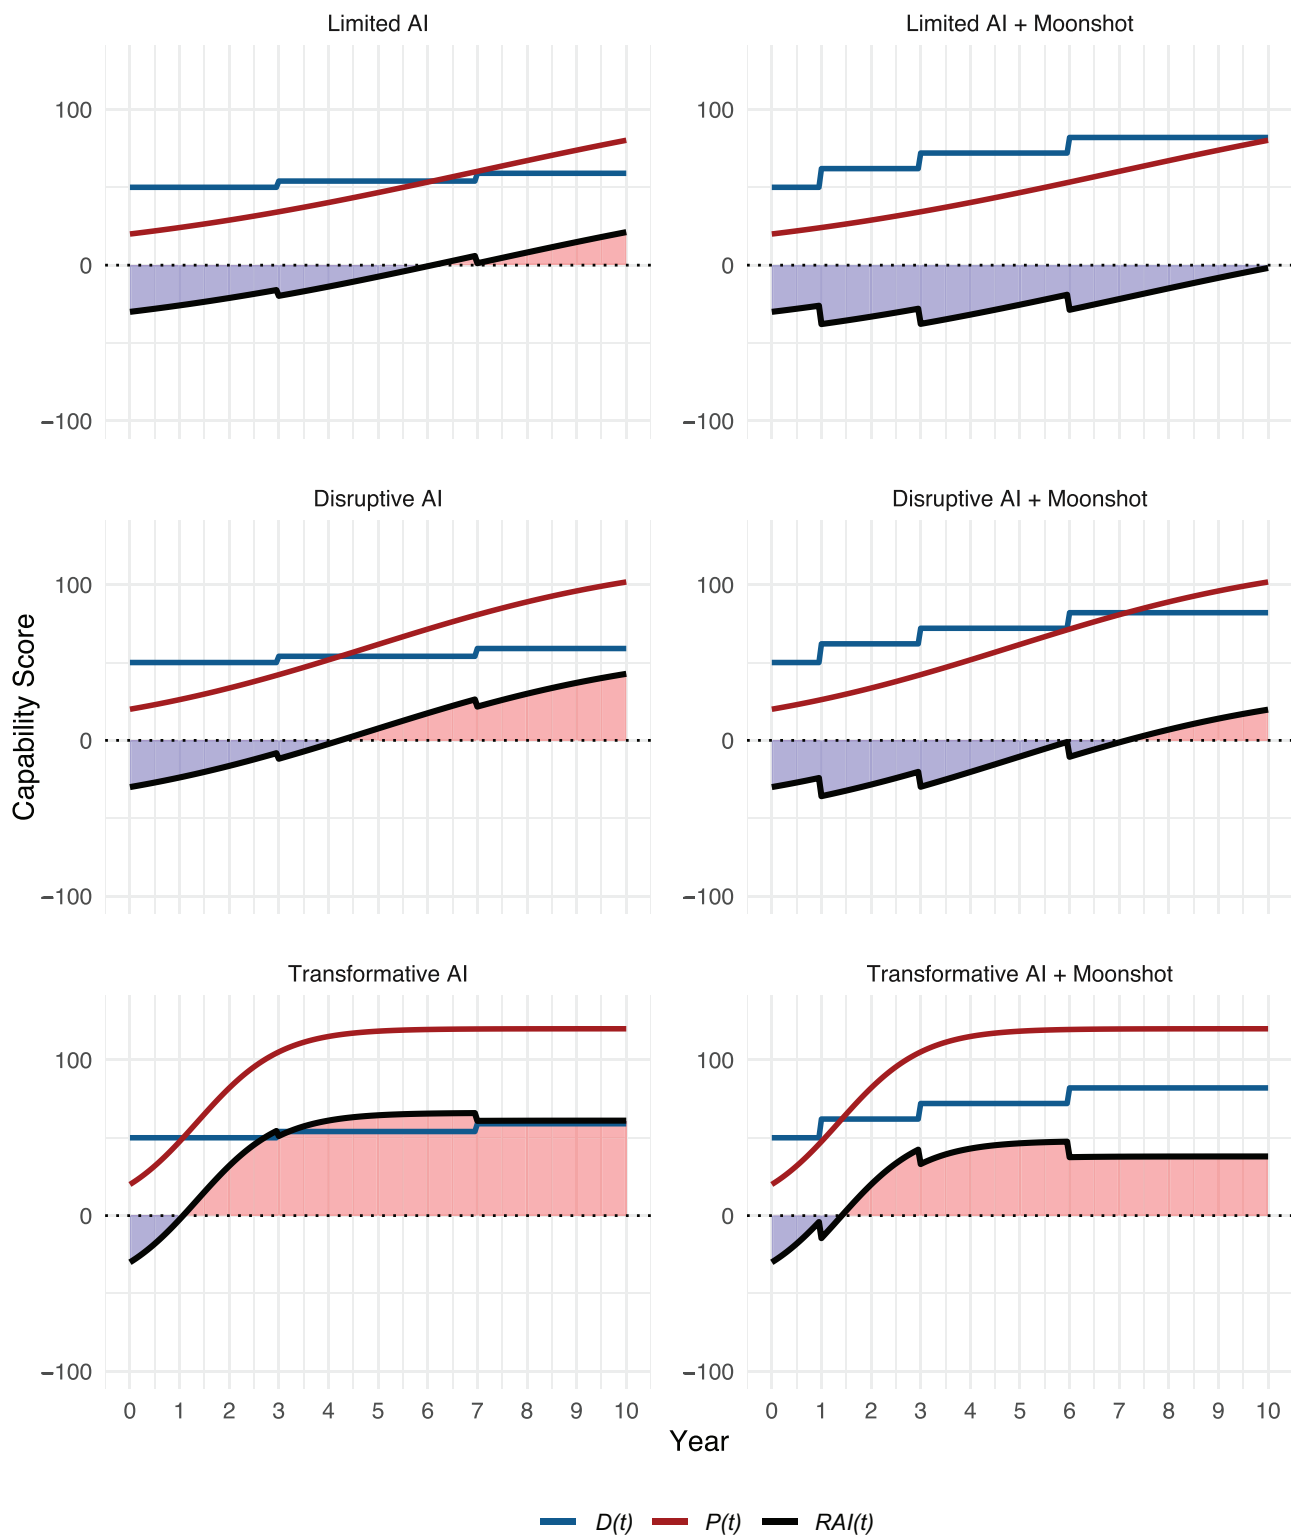 Limited AI
Limited AI + Moonshot
100
0
−100
100
0
−100
Disruptive AI
Disruptive AI + Moonshot
Capability Score
100
0
−100
100
0
−100
Transformative AI
Transformative AI + Moonshot
100
0
−100
100
0
−100
0 1 2 3 4 5 6 7 8 9 10
0 1 2 3 4 5 6 7 8 9 10
Year
D(t) P(t) RAI(t)